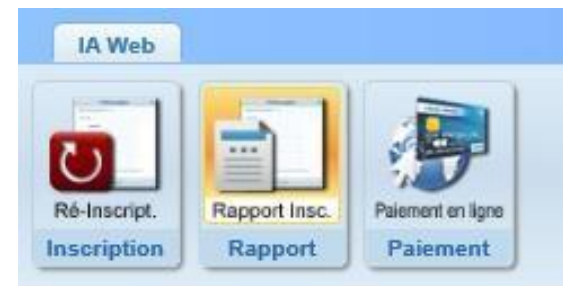 IA Web
Ré-Inscript.
Rapport Insc.
Paiement en ligne
Inscription
Rapport
Paiement